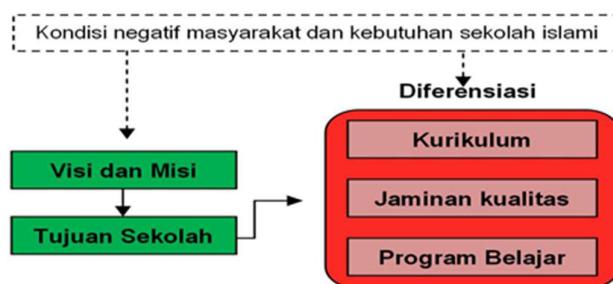 Kondisi negatif masyarakat dan kebutuhan sekolah islami
Diferensiasi
Kurikulum
Visi dan Misi
Jaminan kualitas
Tujuan Sekolah
Program Belajar